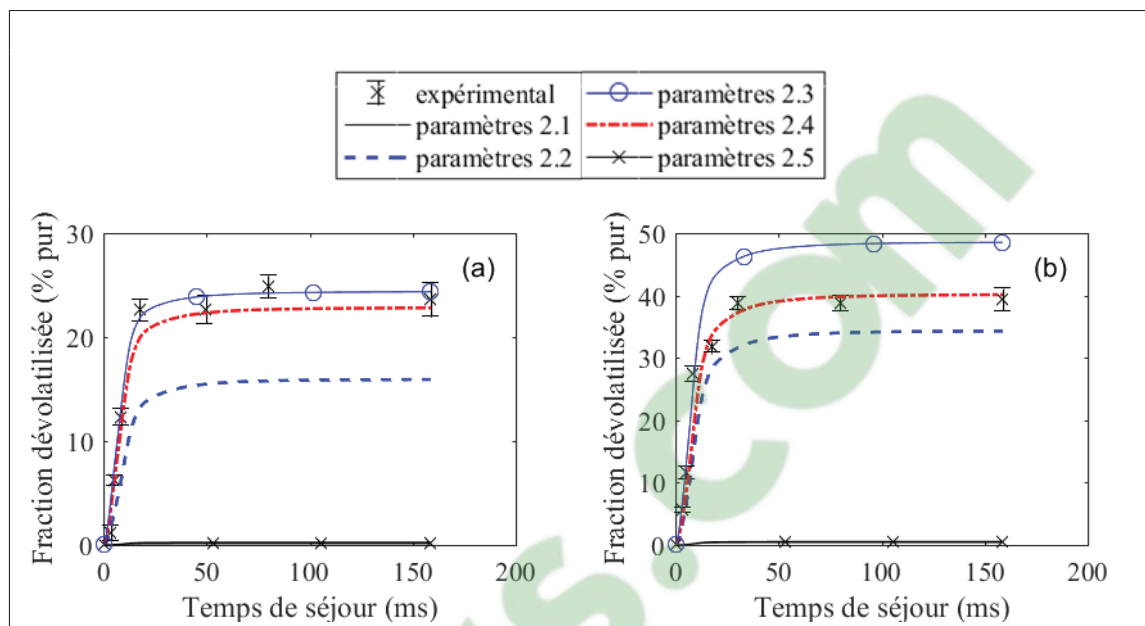 expérimental
paramètres 2.1
paramètres 2.2
paramètres 2.3
paramètres 2.4
paramètres 2.5
Fraction dévolatilisée (% pur)
30
20
10
0
(a)
0 50 100 150 200
Temps de séjour (ms)
Fraction dévolatilisée (% pur)
50
40
30
20
10
0
(b)
0 50 100 150 200
Temps de séjour (ms)
s.com